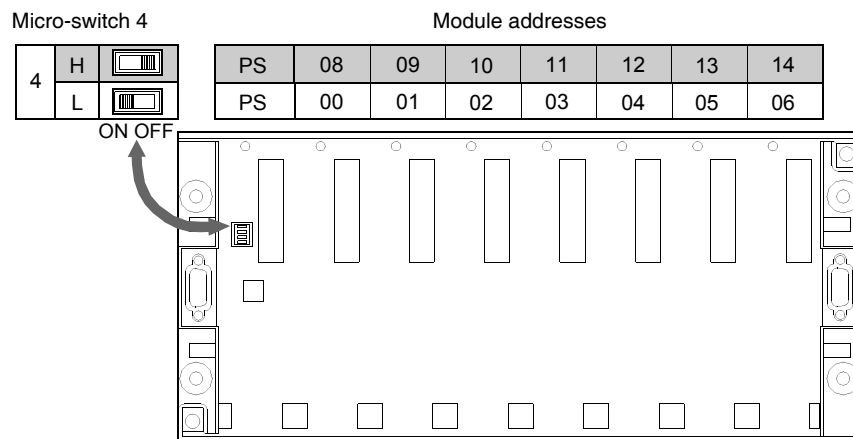 Micro-switch 4 Module addresses
4 H PS 08 09 10 11 12 13 14
L PS 00 01 02 03 04 05 06
ON OFF